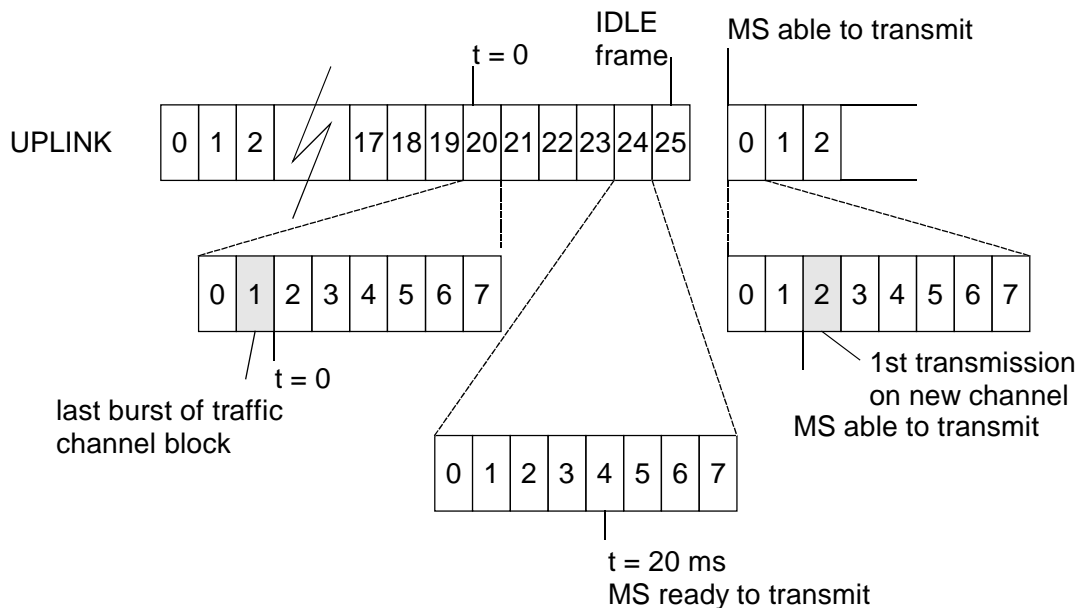 IDLE
frame
MS able to transmit
t = 0
UPLINK
0 1 2 17 18 19 20 21 22 23 24 25
0 1 2
0 1 2 3 4 5 6 7
0 1 2 3 4 5 6 7
t = 0
last burst of traffic
channel block
1st transmission
on new channel
MS able to transmit
0 1 2 3 4 5 6 7
t = 20 ms
MS ready to transmit